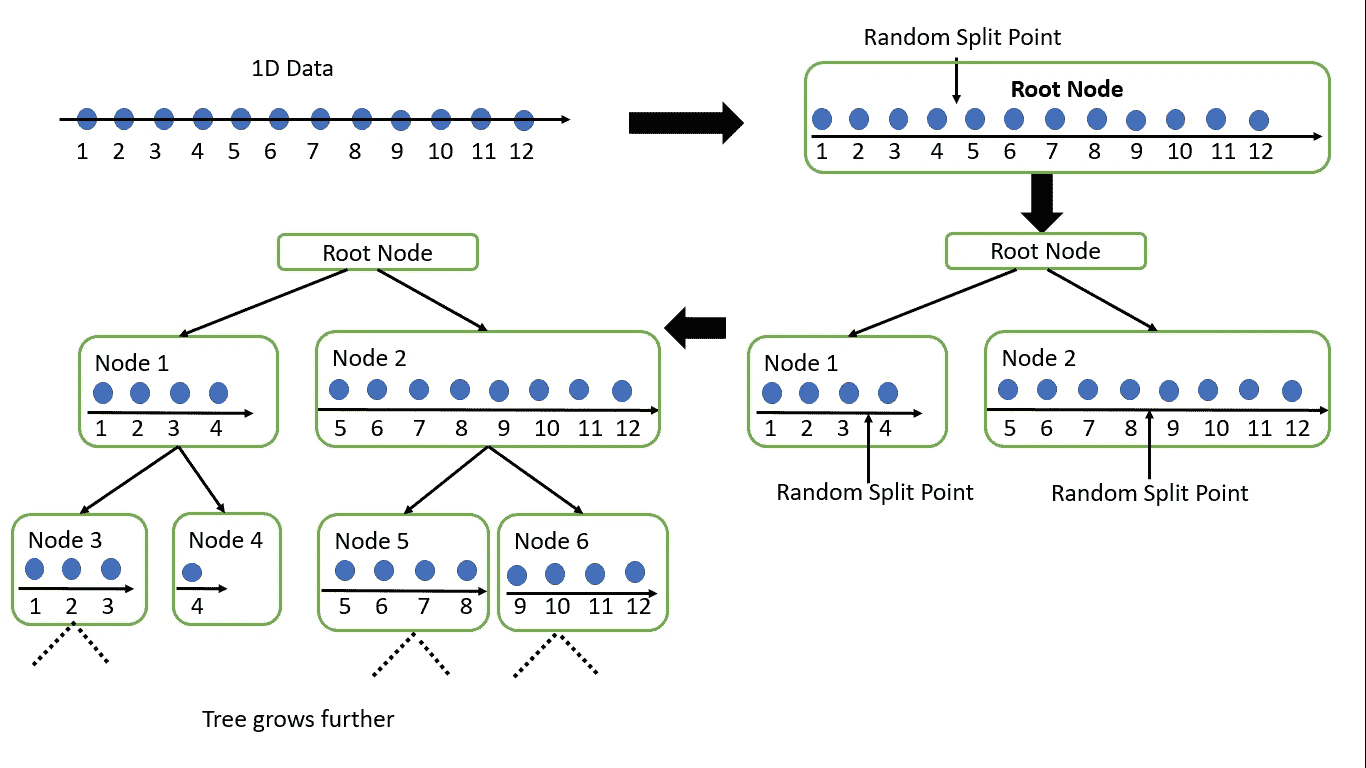 1D Data
1 2 3 4 5 6 7 8 9 10 11 12
Random Split Point
Root Node
1 2 3 4 5 6 7 8 9 10 11 12
Root Node
Node 1
1 2 3 4
Node 2
5 6 7 8 9 10 11 12
Random Split Point
Random Split Point
Root Node
Node 1
1 2 3 4
Node 2
5 6 7 8 9 10 11 12
Node 3
1 2 3
Node 4
4
Node 5
5 6 7 8
Node 6
9 10 11 12
Tree grows further